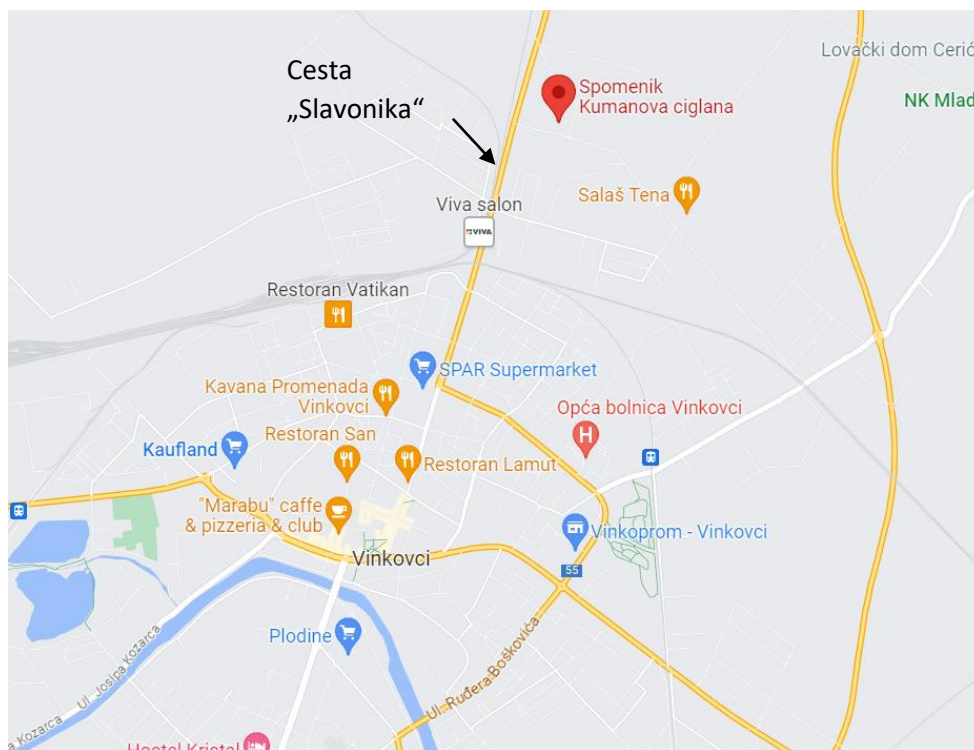 Cesta
„Slavonika“
Lovački dom Cerić
Spomenik
Kumanova ciglana
NK Mlad
Salaš Tena
Viva salon
VIVA
Restoran Vatikan
SPAR Supermarket
Kavana Promenada
Vinkovci
Opća bolnica Vinkovci
Restoran San
Kaufland
Restoran Lamut
"Marabu" caffe
& pizzeria & club
Vinkoprom - Vinkovci
Vinkovci
55
Plodine
Ul. Josipa Kozarca
Ul. Ruđera Boškovića
a Kozarca
Hostel Kristal